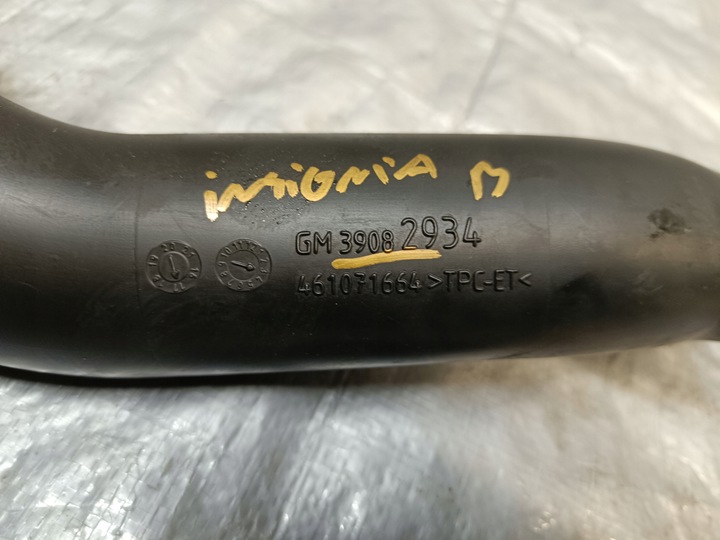 iNSiGNiA B
GM 3908 2934
461071664 >TPC-ET<